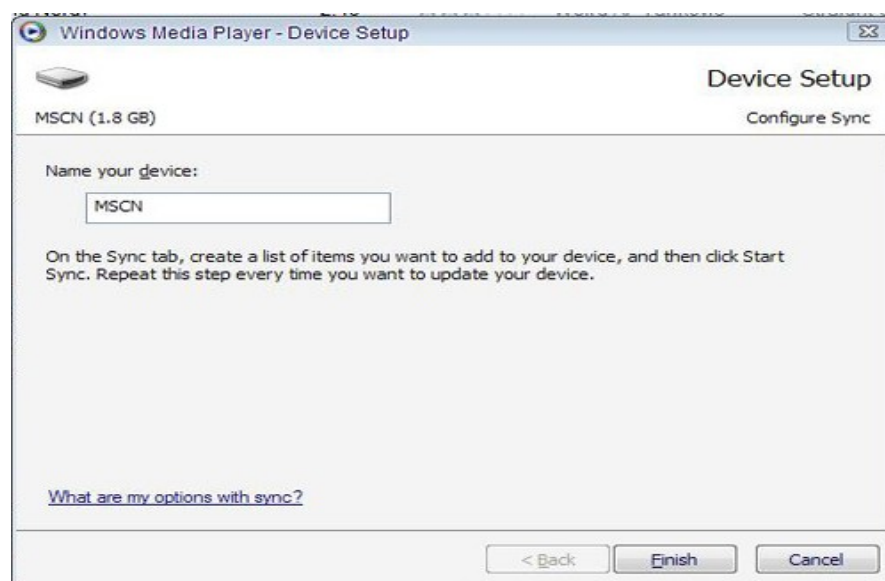 Windows Media Player - Device Setup
Device Setup
MSCN (1.8 GB)
Configure Sync
Name your device:
MSCN
On the Sync tab, create a list of items you want to add to your device, and then click Start
Sync. Repeat this step every time you want to update your device.
What are my options with sync?
< Back
Finish
Cancel